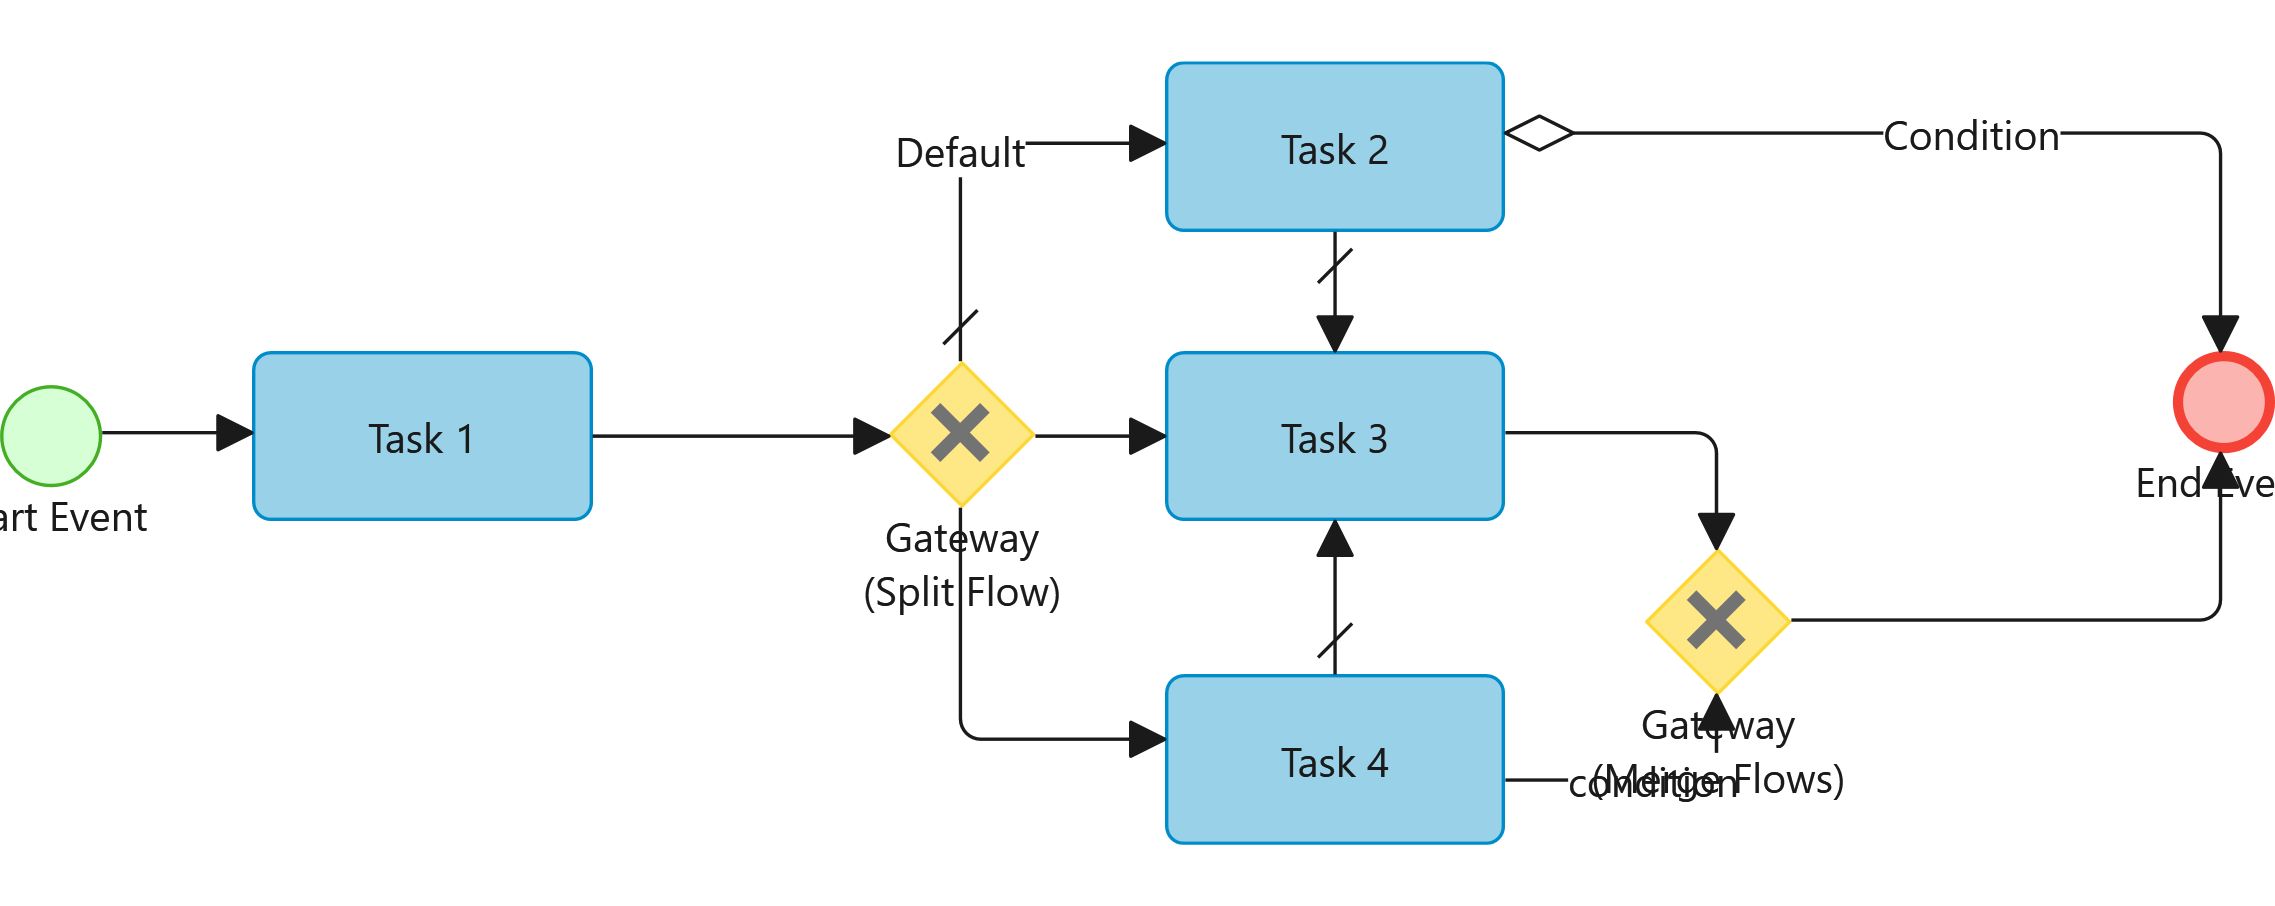 Default
Task 2
Condition
Task 1
Task 3
End Eve
art Event
Gateway
(Split Flow)
Gateway
(Merge Flows)
condition
Task 4